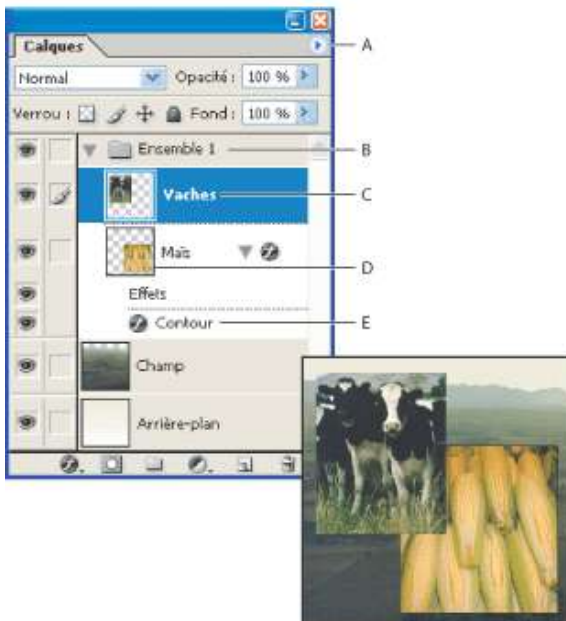 Calques
A
Normal Opacité : 100 %
Verrou : Fond : 100 %
Ensemble 1
B
Vaches
C
Maïs
D
Effets
Contour
E
Champ
Arrière-plan